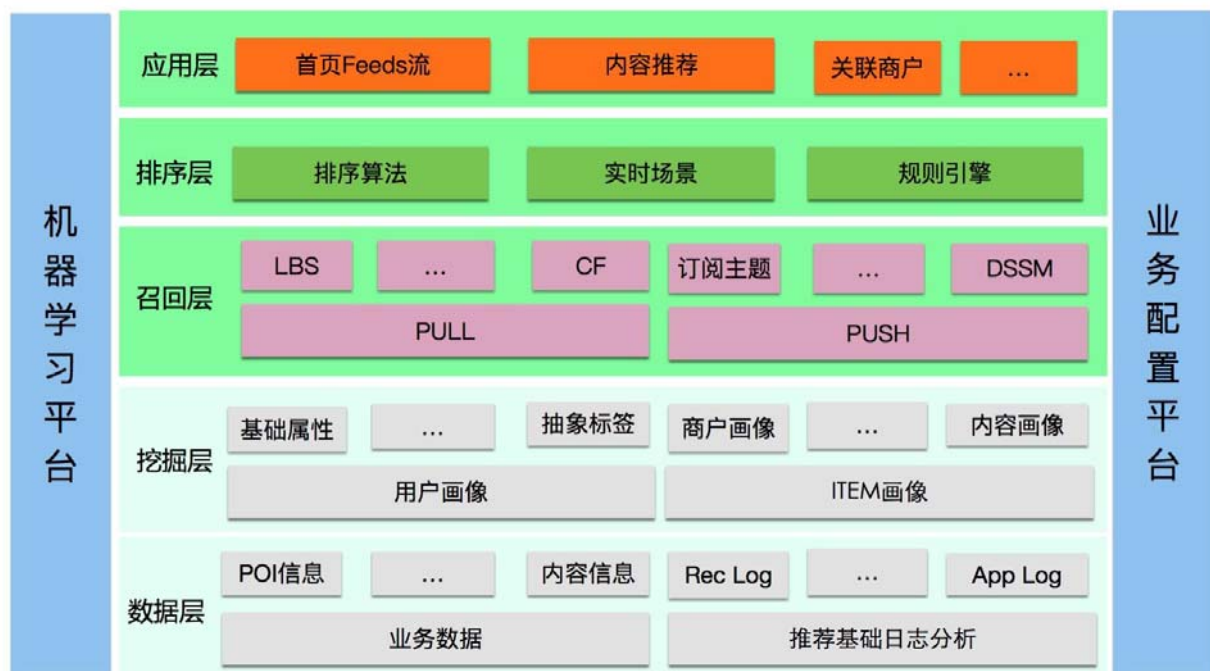 机器学习平台
应用层 首页Feeds流 内容推荐 关联商户 …
排序层 排序算法 实时场景 规则引擎
召回层
LBS … CF 订阅主题 … DSSM
PULL PUSH
挖掘层
基础属性 … 抽象标签 商户画像 … 内容画像
用户画像 ITEM画像
数据层
POI信息 … 内容信息 Rec Log … App Log
业务数据 推荐基础日志分析
业务配置平台